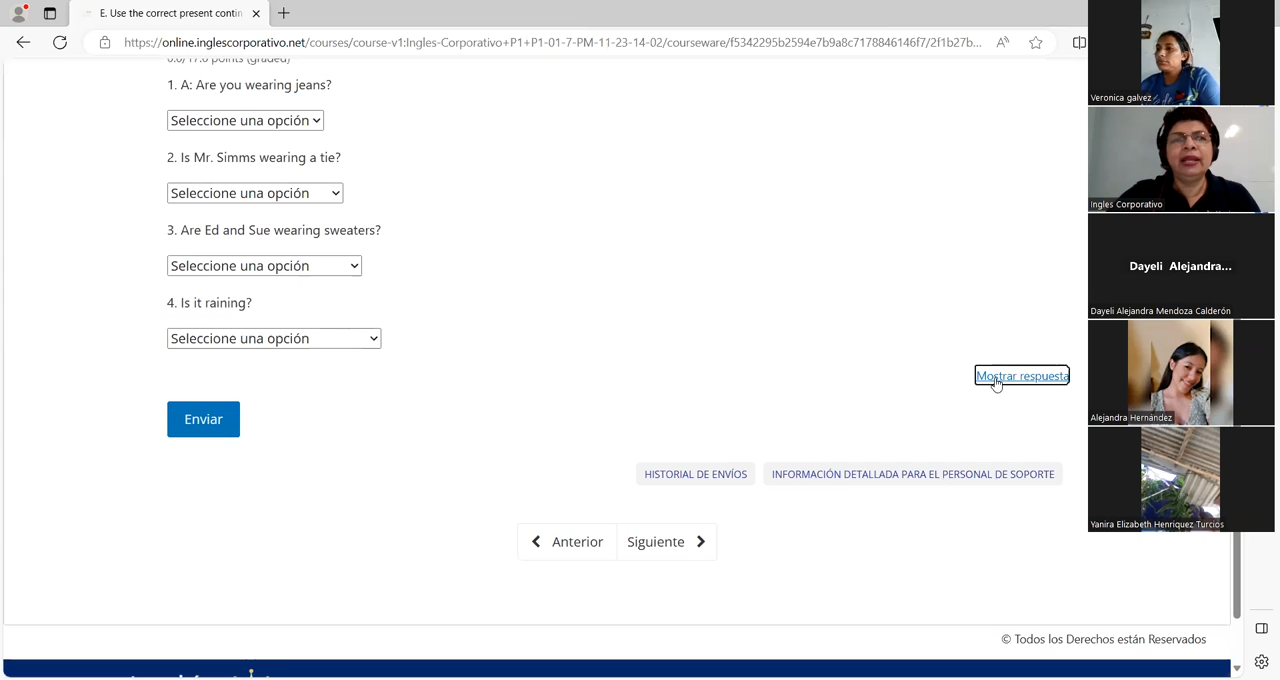 E. Use the correct present contin
https://online.inglescorporativo.net/courses/course-v1:Ingles-Corporativo+P1+P1-01-7-PM-11-23-14-02/courseware/f5342295b2594e7b9a8c7178846146f7/2f1b27b...
points (graded)
1. A: Are you wearing jeans?
Seleccione una opción
2. Is Mr. Simms wearing a tie?
Seleccione una opción
3. Are Ed and Sue wearing sweaters?
Seleccione una opción
4. Is it raining?
Seleccione una opción
Mostrar respuesta
Enviar
HISTORIAL DE ENVÍOS
INFORMACIÓN DETALLADA PARA EL PERSONAL DE SOPORTE
Anterior
Siguiente
© Todos los Derechos están Reservados
Veronica galvez
Ingles Corporativo
Dayeli Alejandra...
Dayeli Alejandra Mendoza Calderón
Alejandra Hernández
Yanira Elizabeth Henriquez Turcios